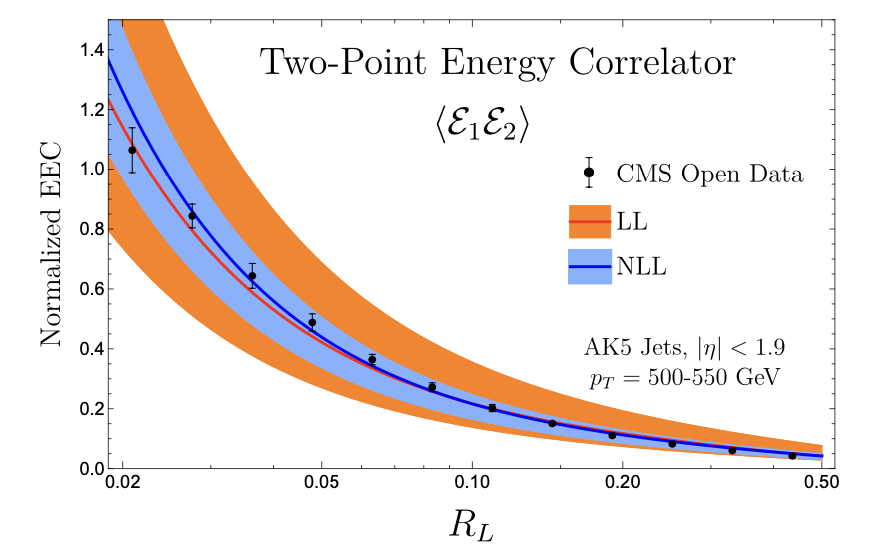 Two-Point Energy Correlator
⟨ℰ₁ℰ₂⟩
CMS Open Data
LL
NLL
AK5 Jets, |η| < 1.9
p_T = 500-550 GeV
Normalized EEC
1.4
1.2
1.0
0.8
0.6
0.4
0.2
0.0
0.02 0.05 0.10 0.20 0.50
R_L